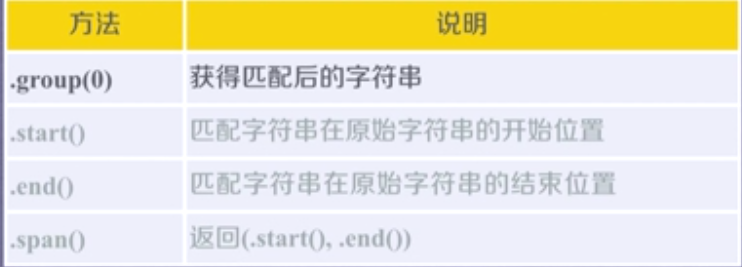 方法 说明
.group(0) 获得匹配后的字符串
.start() 匹配字符串在原始字符串的开始位置
.end() 匹配字符串在原始字符串的结束位置
.span() 返回(.start(), .end())